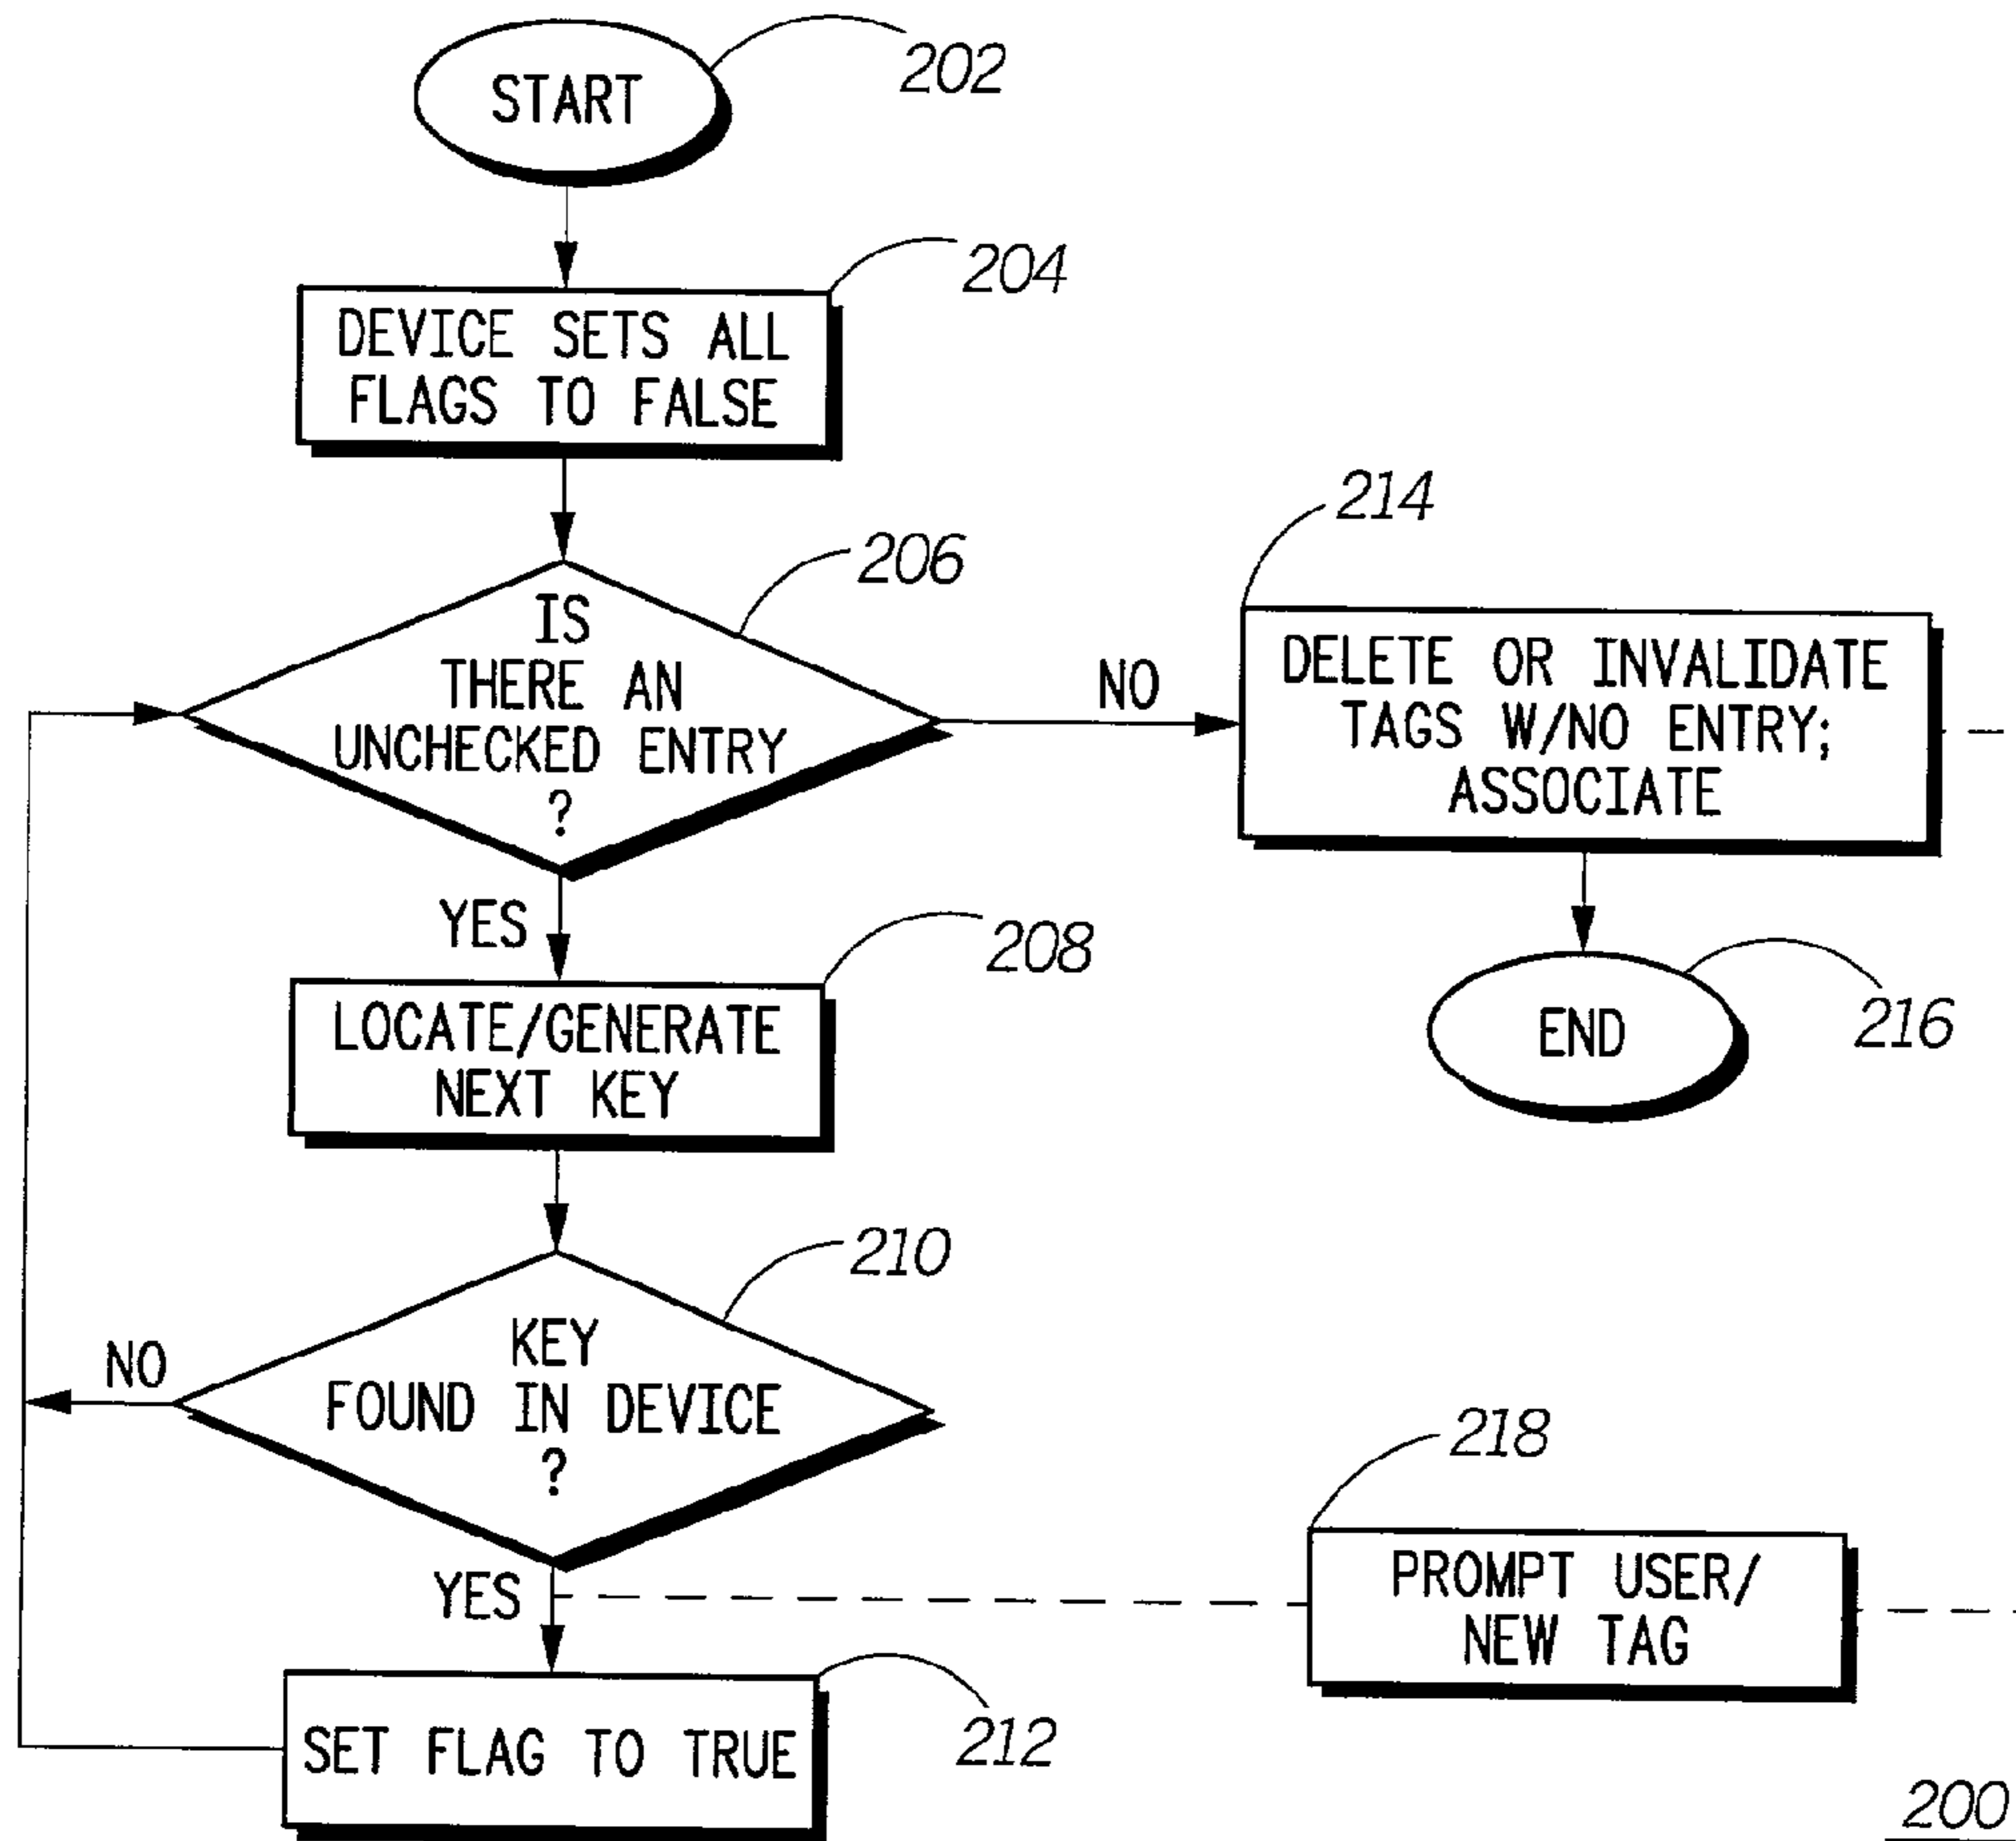 START
202
DEVICE SETS ALL
FLAGS TO FALSE
204
IS
THERE AN
UNCHECKED ENTRY
?
206
NO
DELETE OR INVALIDATE
TAGS W/NO ENTRY;
ASSOCIATE
214
YES
LOCATE/GENERATE
NEXT KEY
208
END
216
KEY
FOUND IN DEVICE
?
210
NO
YES
PROMPT USER/
NEW TAG
218
SET FLAG TO TRUE
212
200